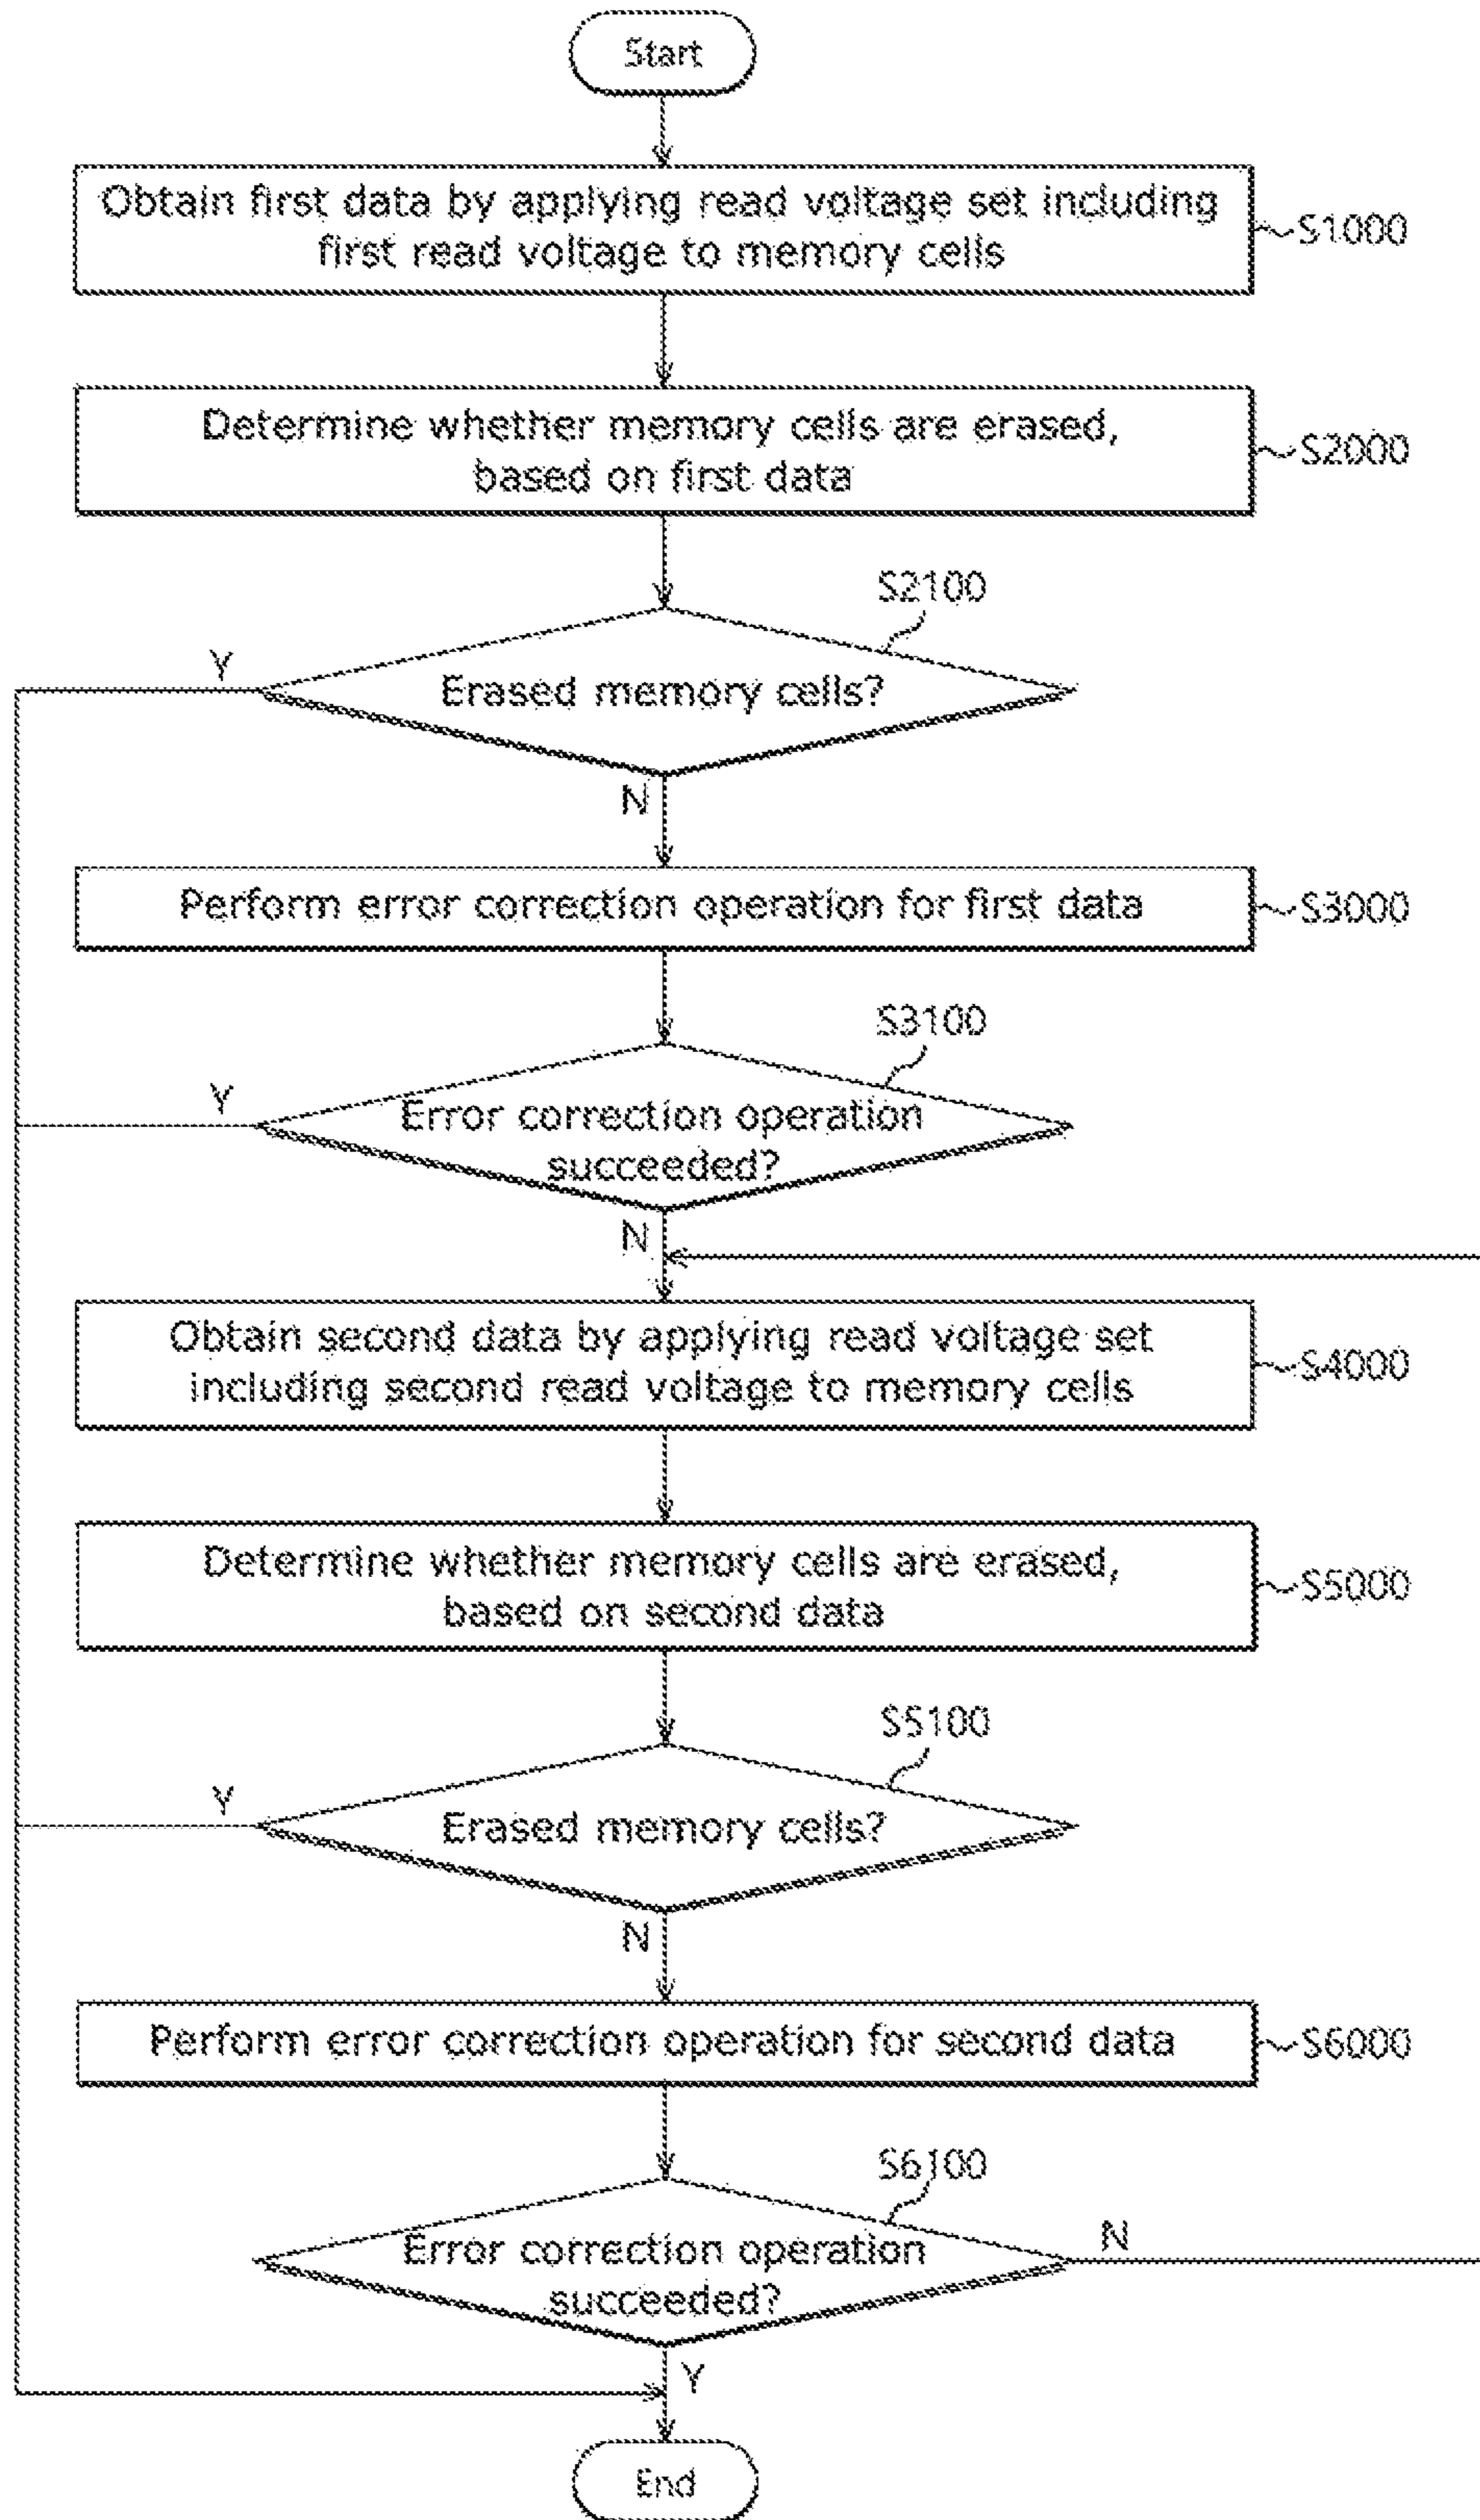 Start
Obtain first data by applying read voltage set including
first read voltage to memory cells
S1000
Determine whether memory cells are erased,
based on first data
S2000
S2100
Y
Erased memory cells?
N
Perform error correction operation for first data
S3000
S3100
Y
Error correction operation
succeeded?
N
Obtain second data by applying read voltage set
including second read voltage to memory cells
S4000
Determine whether memory cells are erased,
based on second data
S5000
S5100
Y
Erased memory cells?
N
Perform error correction operation for second data
S6000
S6100
N
Error correction operation
succeeded?
Y
End